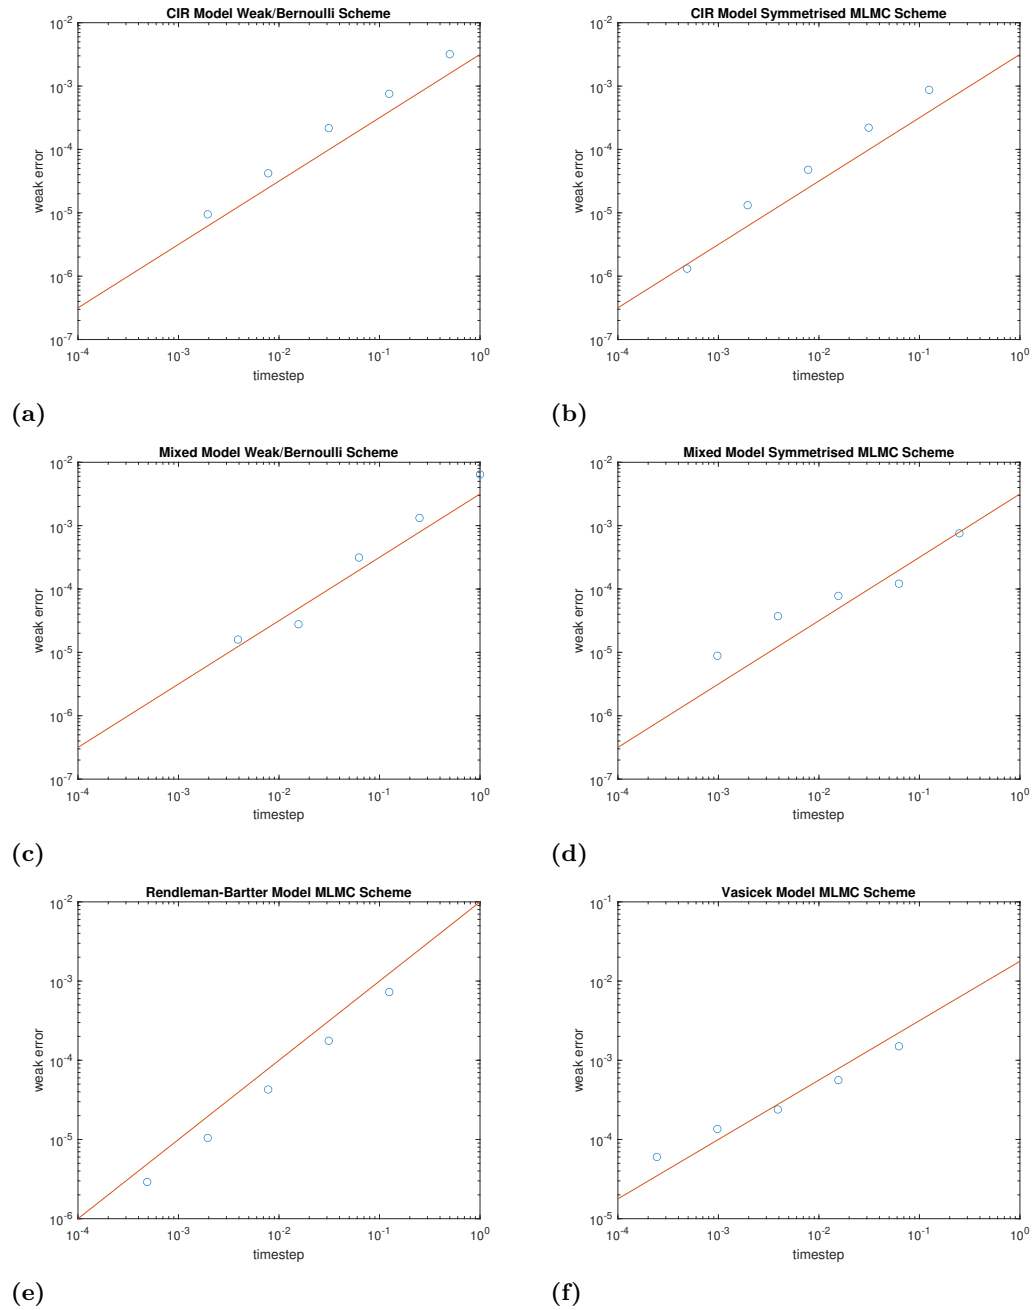 CIR Model Weak/Bernoulli Scheme
10^-2
10^-3
10^-4
10^-5
10^-6
10^-7
weak error
10^-4 10^-3 10^-2 10^-1 10^0
timestep
(a)
CIR Model Symmetrised MLMC Scheme
10^-2
10^-3
10^-4
10^-5
10^-6
10^-7
weak error
10^-4 10^-3 10^-2 10^-1 10^0
timestep
(b)
Mixed Model Weak/Bernoulli Scheme
10^-2
10^-3
10^-4
10^-5
10^-6
10^-7
weak error
10^-4 10^-3 10^-2 10^-1 10^0
timestep
(c)
Mixed Model Symmetrised MLMC Scheme
10^-2
10^-3
10^-4
10^-5
10^-6
10^-7
weak error
10^-4 10^-3 10^-2 10^-1 10^0
timestep
(d)
Rendleman-Bartter Model MLMC Scheme
10^-2
10^-3
10^-4
10^-5
10^-6
weak error
10^-4 10^-3 10^-2 10^-1 10^0
timestep
(e)
Vasicek Model MLMC Scheme
10^-1
10^-2
10^-3
10^-4
10^-5
weak error
10^-4 10^-3 10^-2 10^-1 10^0
timestep
(f)